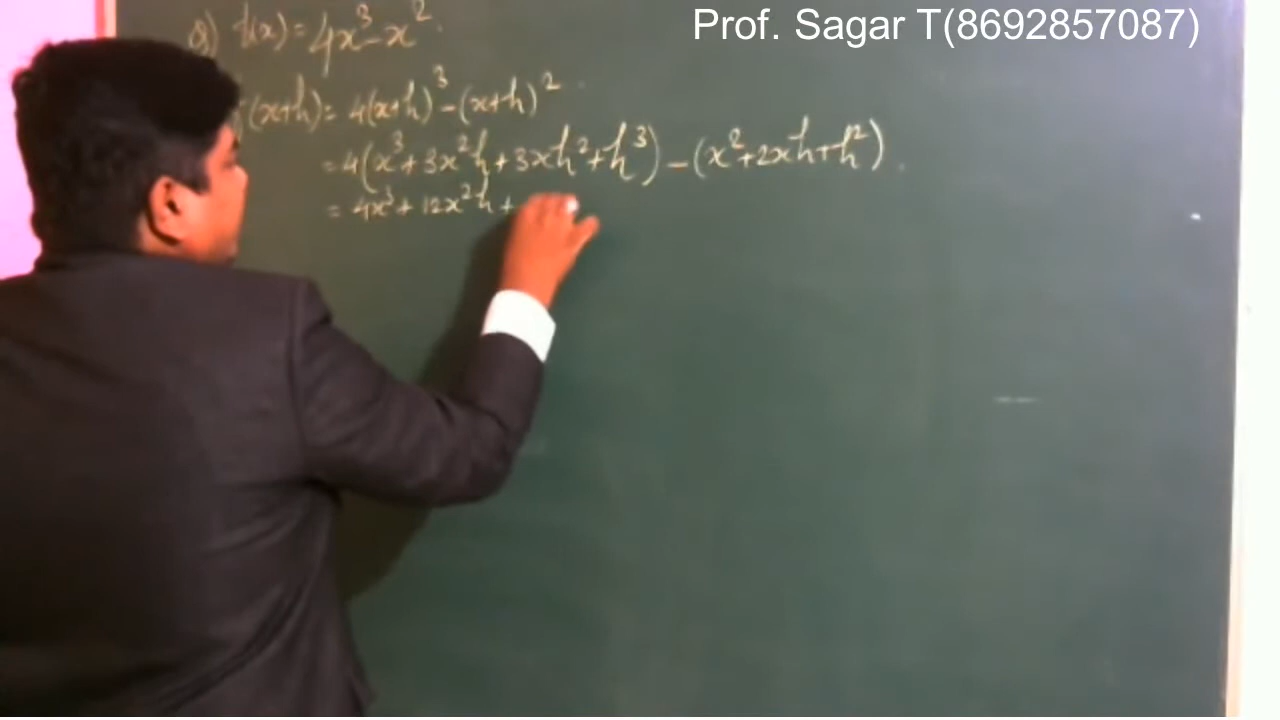 Prof. Sagar T(8692857087)
Q) f(x) = 4x³-x².
(x+h) = 4(x+h)³-(x+h)².
= 4(x³+3x²h+3xh²+h³)-(x²+2xh+h²).
= 4x³+12x²h+